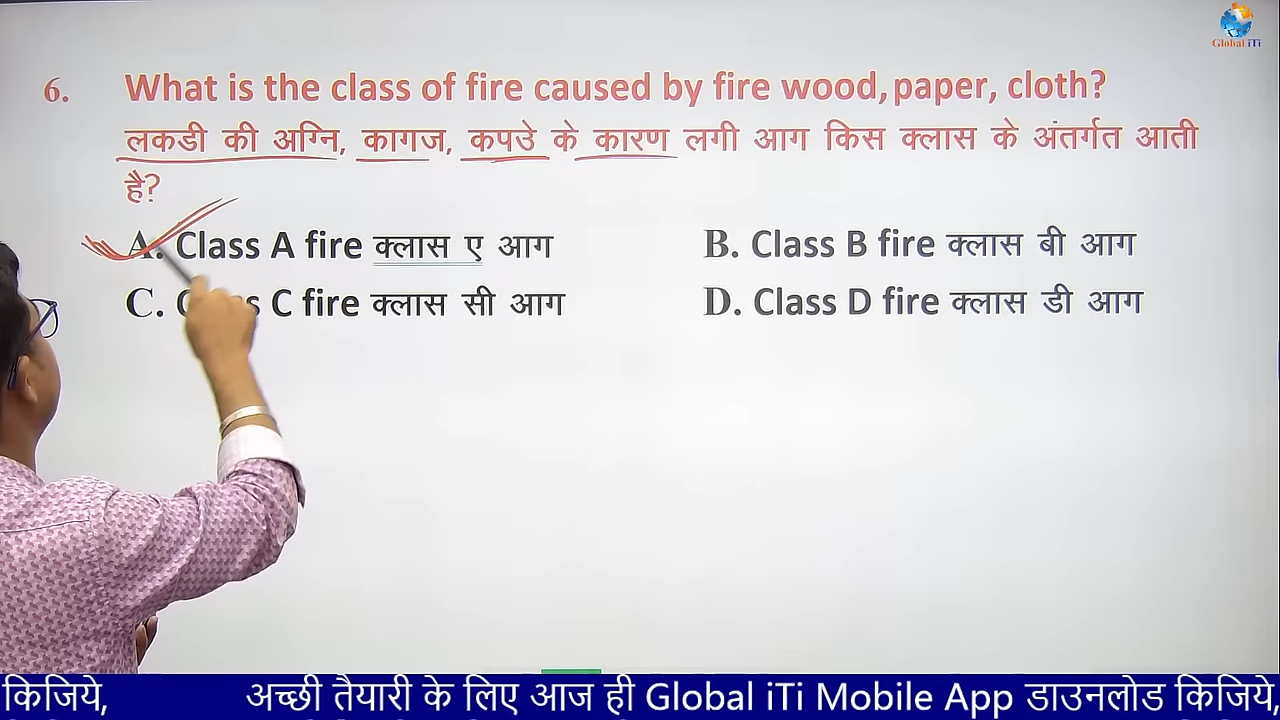 Global iTi
6. What is the class of fire caused by fire wood, paper, cloth?
लकडी की अग्नि, कागज, कपउे के कारण लगी आग किस क्लास के अंतर्गत आती
है?
A. Class A fire क्लास ए आग
B. Class B fire क्लास बी आग
C. C s C fire क्लास सी आग
D. Class D fire क्लास डी आग
किजिये, अच्छी तैयारी के लिए आज ही Global iTi Mobile App डाउनलोड किजिये,